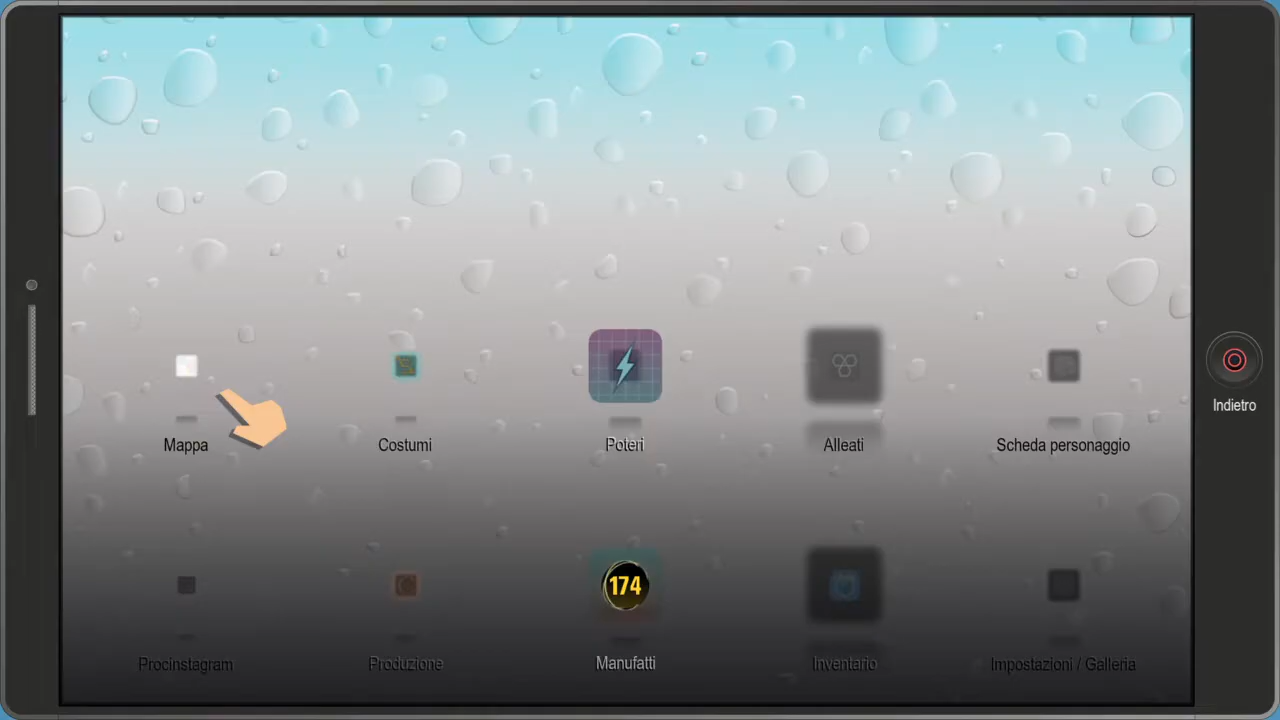 Mappa
Costumi
Poteri
Alleati
Scheda personaggio
Indietro
174
Procinstagram
Produzione
Manufatti
Inventario
Impostazioni / Galleria